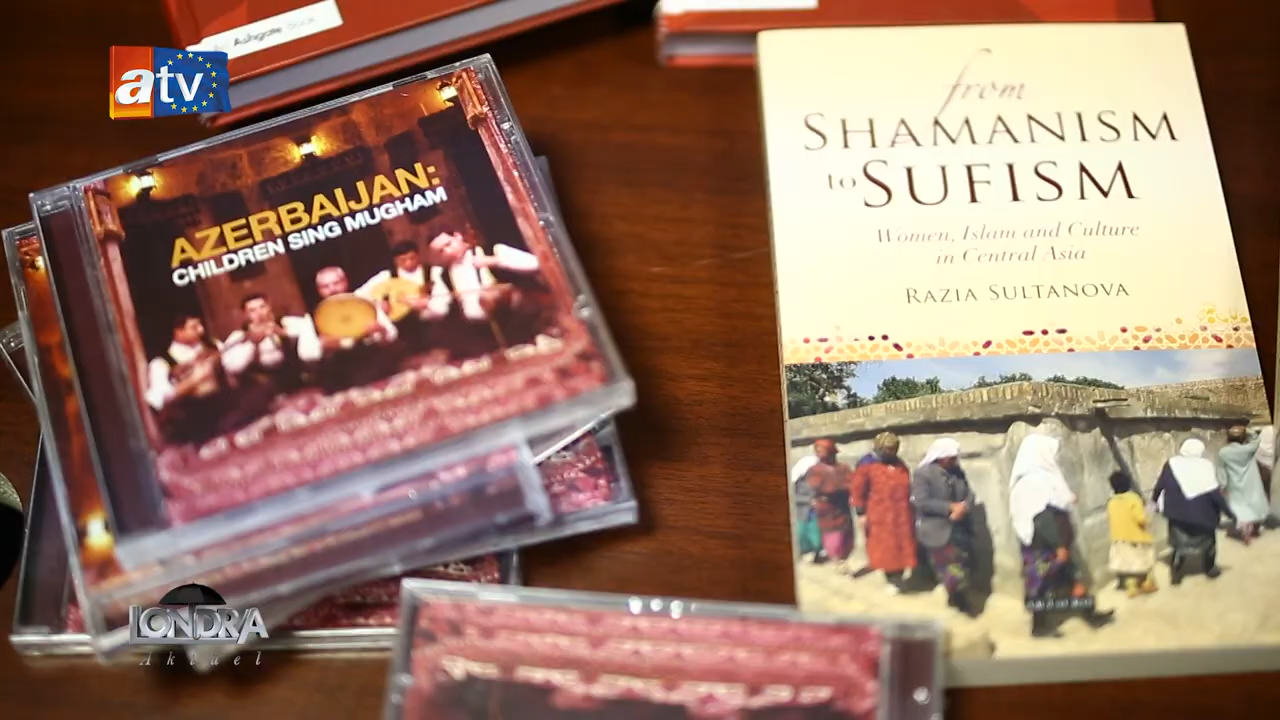 Ashgate BOOK
atv
AZERBAIJAN:
CHILDREN SING MUGHAM
from
SHAMANISM
to SUFISM
Women, Islam and Culture
in Central Asia
RAZIA SULTANOVA
LONDRA
Aktuel